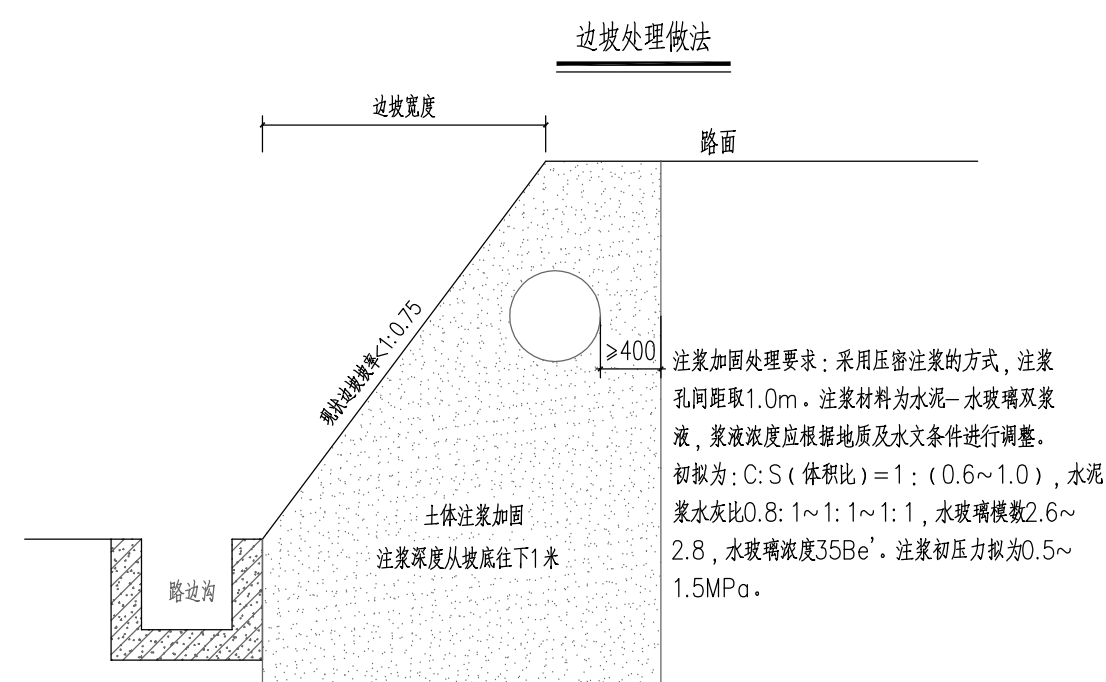 边坡处理做法
边坡宽度
路面
现状边坡坡率<1:0.75
≥400
注浆加固处理要求：采用压密注浆的方式，注浆
孔间距取1.0m。注浆材料为水泥-水玻璃双浆
液，浆液浓度应根据地质及水文条件进行调整。
初拟为：C:S(体积比)=1：(0.6~1.0)，水泥
浆水灰比0.8:1~1:1~1:1，水玻璃模数2.6~
2.8，水玻璃浓度35Be'。注浆初压力拟为0.5~
1.5MPa。
土体注浆加固
注浆深度从坡底往下1米
路边沟